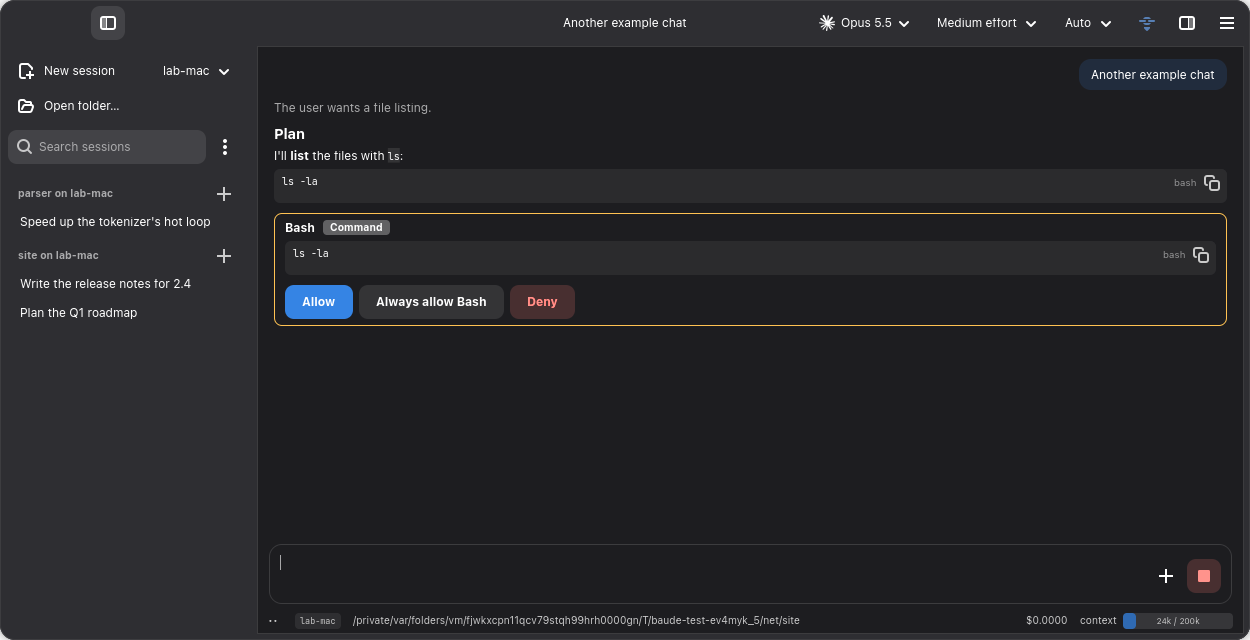 Another example chat
Opus 5.5
Medium effort
Auto
New session
lab-mac
Open folder...
Search sessions
parser on lab-mac
Speed up the tokenizer's hot loop
site on lab-mac
Write the release notes for 2.4
Plan the Q1 roadmap
Another example chat
The user wants a file listing.
Plan
I'll list the files with ls:
ls -la
bash
Bash Command
ls -la
bash
Allow
Always allow Bash
Deny
lab-mac
/private/var/folders/vm/fjwkxcpn11qcv79stqh99hrh0000gn/T/baude-test-ev4myk_5/net/site
$0.0000
context
24k / 200k